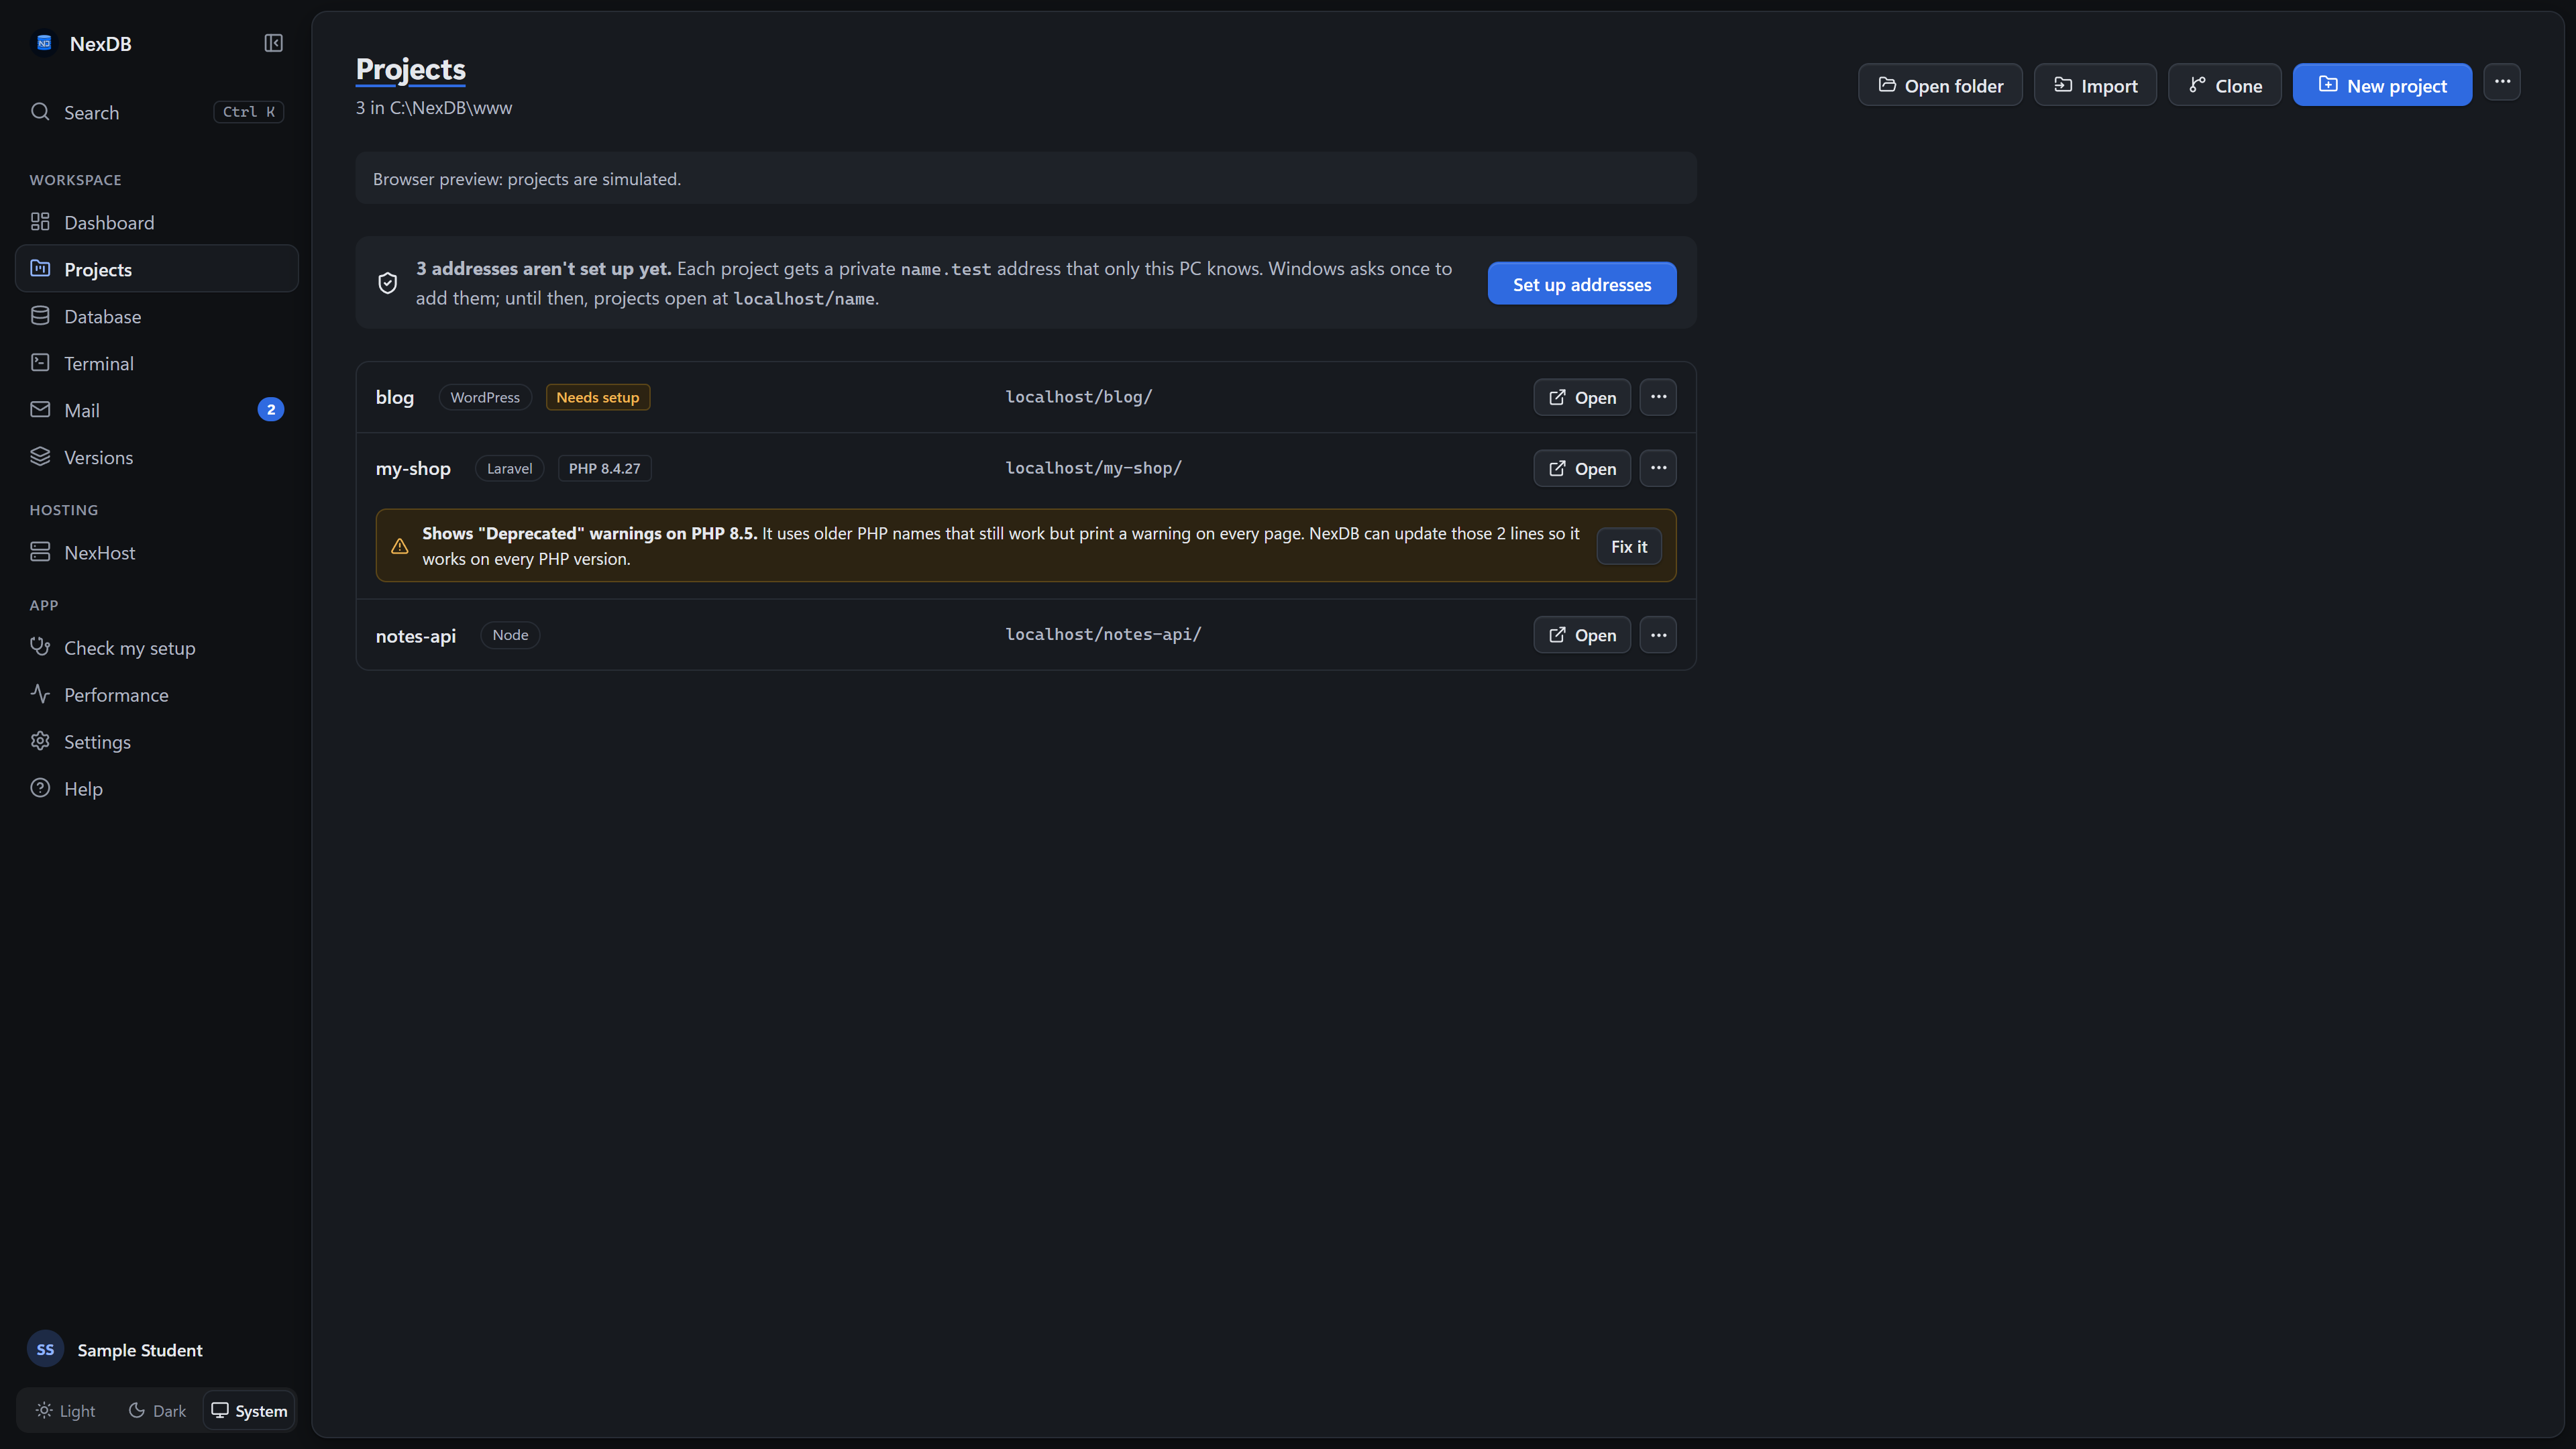 NexDB
Search Ctrl K
WORKSPACE
Dashboard
Projects
Database
Terminal
Mail 2
Versions
HOSTING
NexHost
APP
Check my setup
Performance
Settings
Help
SS Sample Student
Light Dark System
Projects
3 in C:\NexDB\www
Open folder Import Clone New project
Browser preview: projects are simulated.
3 addresses aren't set up yet. Each project gets a private name.test address that only this PC knows. Windows asks once to
add them; until then, projects open at localhost/name.
Set up addresses
blog WordPress Needs setup localhost/blog/ Open
my-shop Laravel PHP 8.4.27 localhost/my-shop/ Open
Shows "Deprecated" warnings on PHP 8.5. It uses older PHP names that still work but print a warning on every page. NexDB can update those 2 lines so it
works on every PHP version.
Fix it
notes-api Node localhost/notes-api/ Open